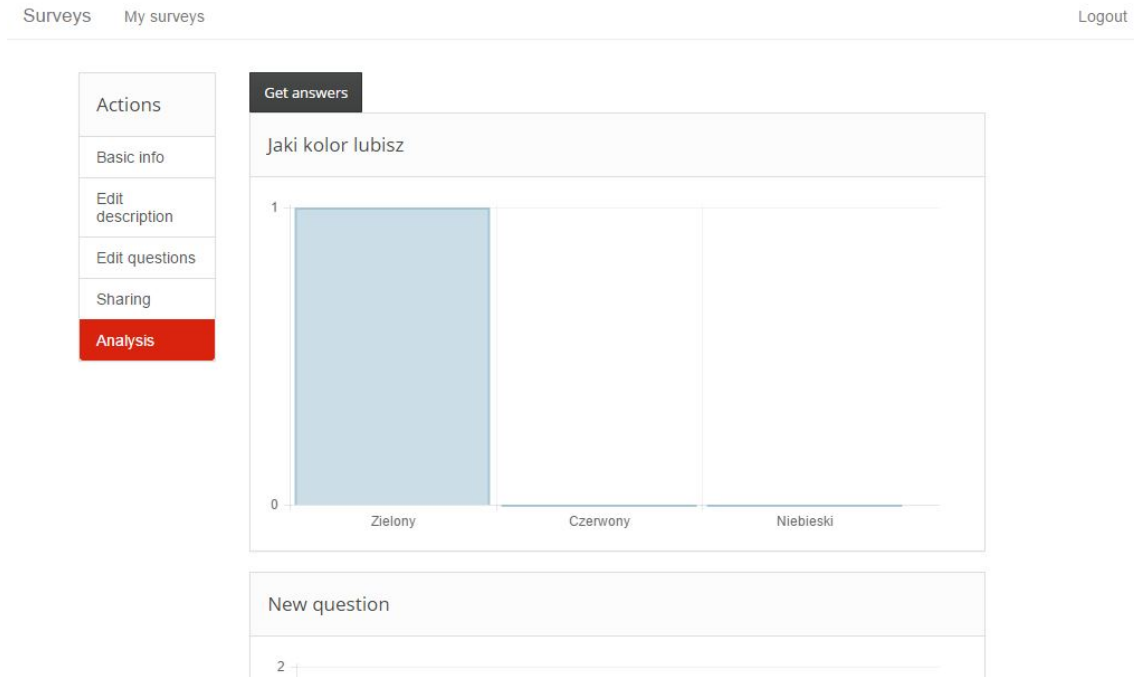 Surveys My surveys Logout
Actions
Basic info
Edit
description
Edit questions
Sharing
Analysis
Get answers
Jaki kolor lubisz
1
0
Zielony Czerwony Niebieski
New question
2